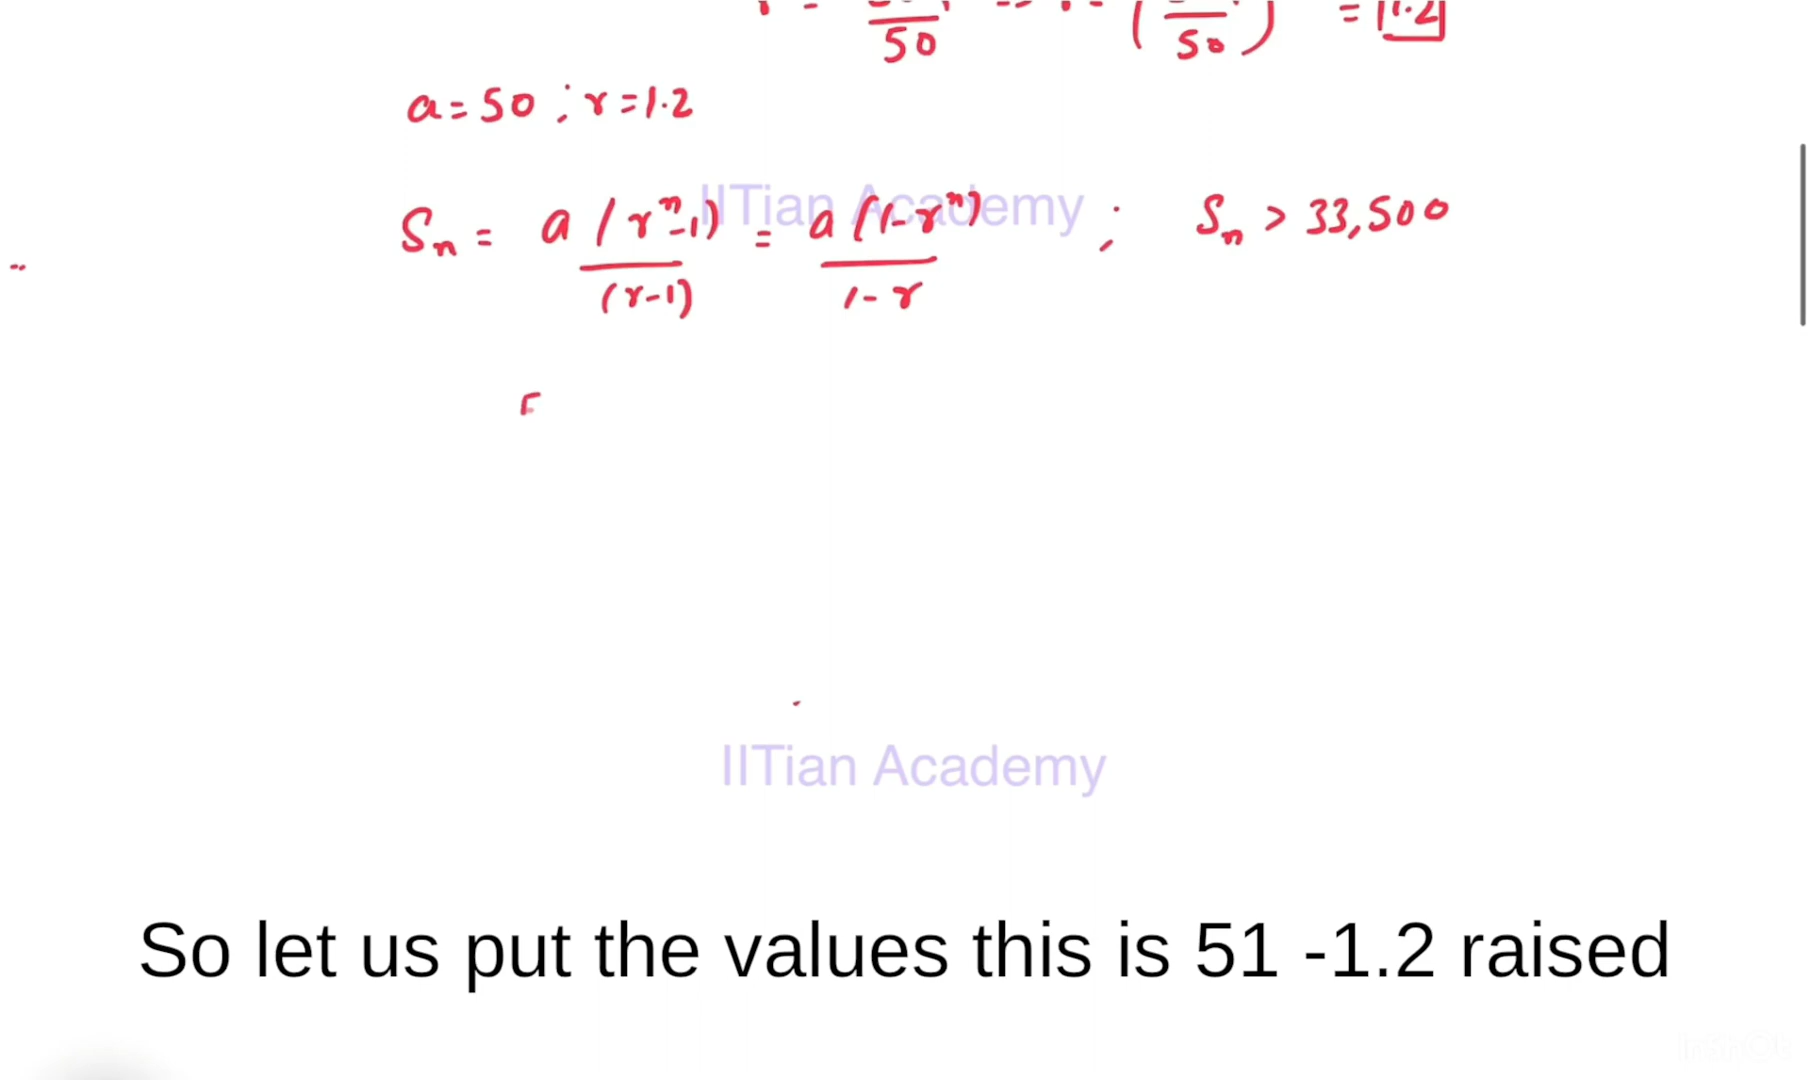 50 50 = 1.2
a = 50 ; r = 1.2
IITian Academy
Sn = a (r^n - 1) / (r-1) = a (1 - r^n) / 1 - r ; Sn > 33,500
IITian Academy
So let us put the values this is 51 -1.2 raised